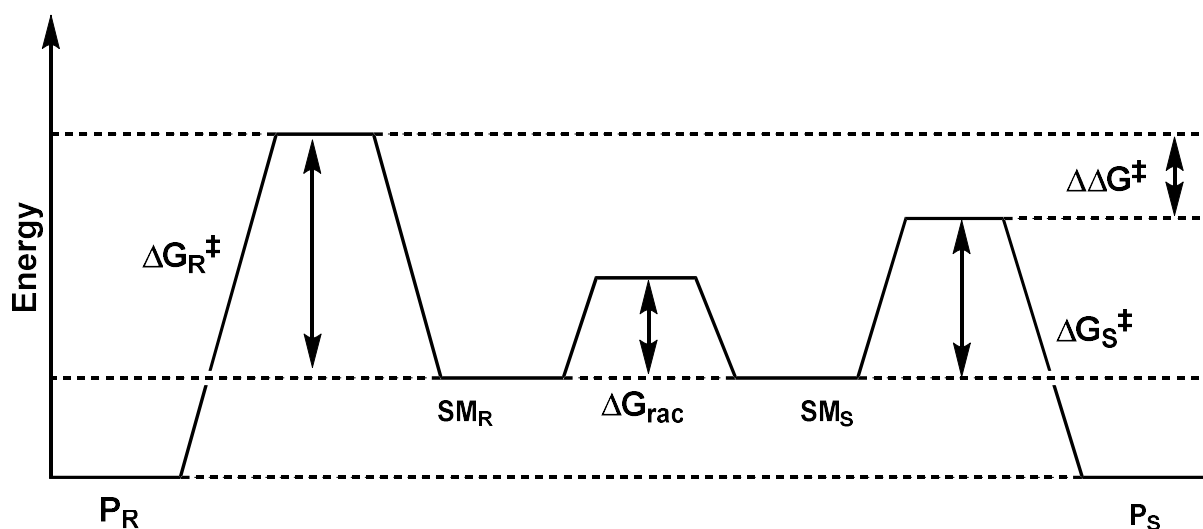 Energy
ΔΔG‡
ΔG_R‡
ΔG_S‡
SM_R
ΔG_rac
SM_S
P_R
P_S